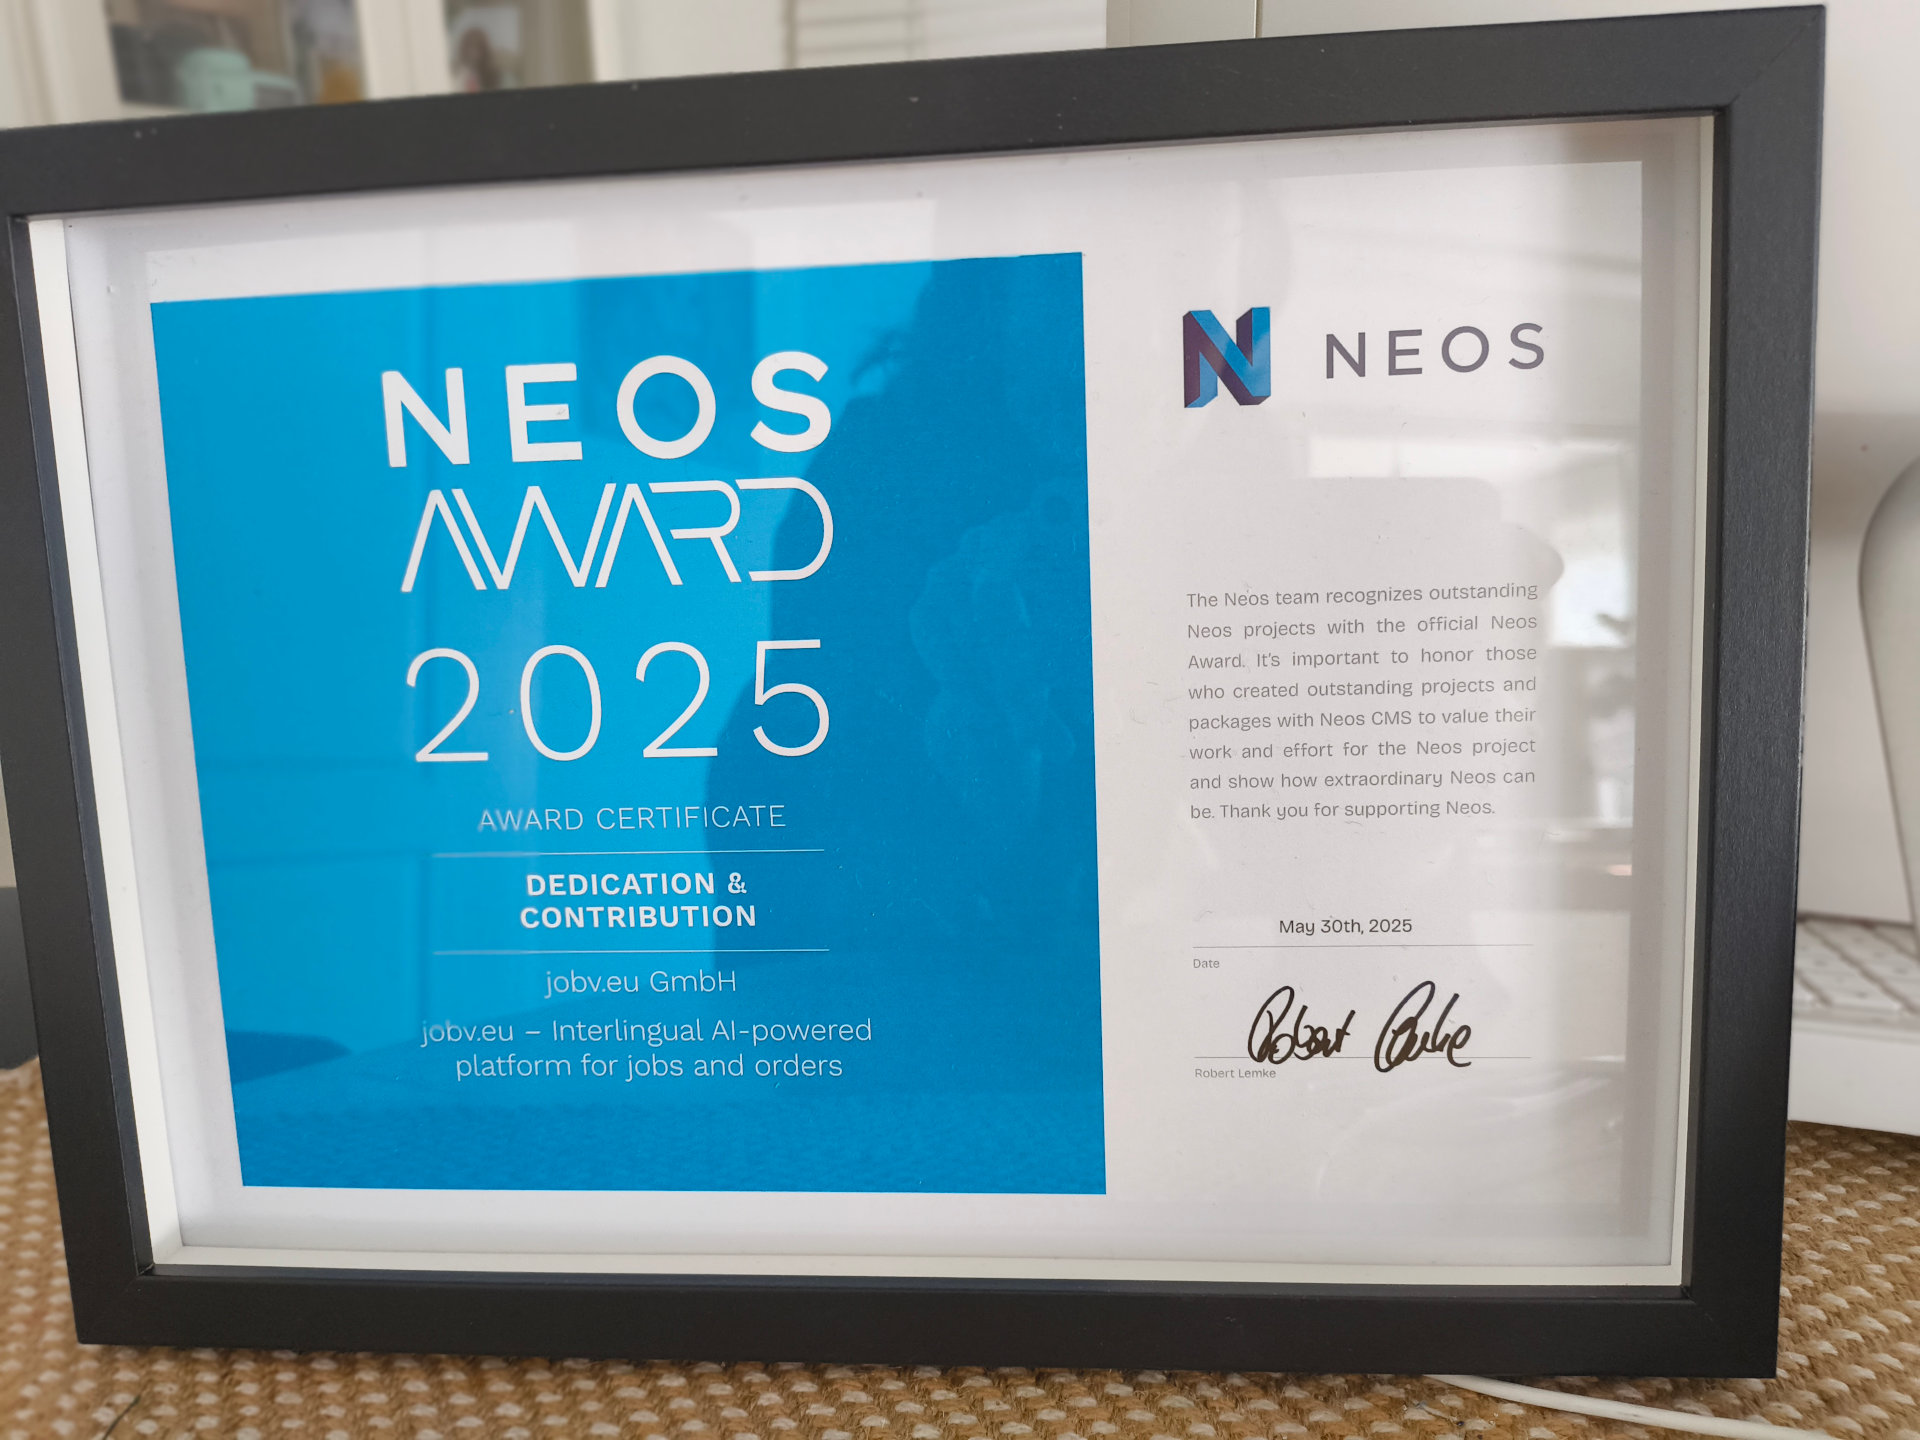 NEOS
AWARD
2025
AWARD CERTIFICATE
DEDICATION &
CONTRIBUTION
jobv.eu GmbH
jobv.eu – Interlingual AI-powered
platform for jobs and orders
N NEOS
The Neos team recognizes outstanding
Neos projects with the official Neos
Award. It's important to honor those
who created outstanding projects and
packages with Neos CMS to value their
work and effort for the Neos project
and show how extraordinary Neos can
be. Thank you for supporting Neos.
May 30th, 2025
Date
Robert Lemke
Robert Lemke